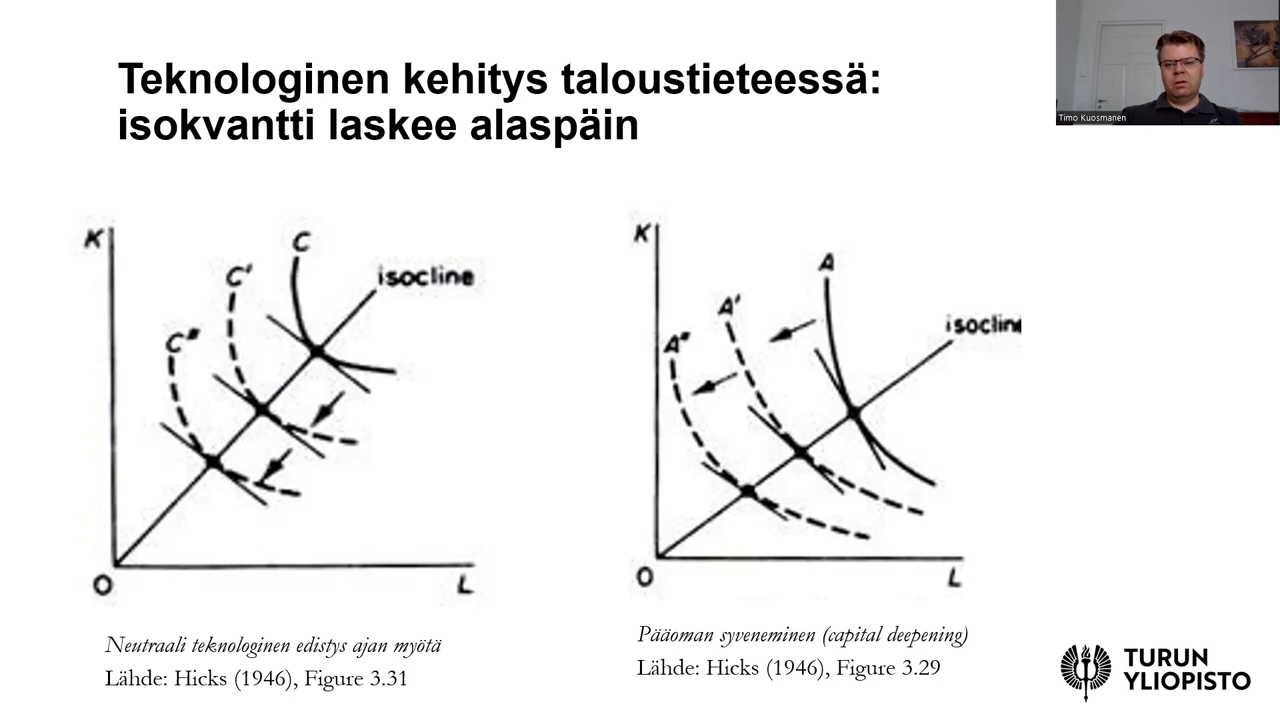 Teknologinen kehitys taloustieteessä:
isokvantti laskee alaspäin
Timo Kuosmanen
K
C
C'
C"
isocline
O
L
Neutraali teknologinen edistys ajan myötä
Lähde: Hicks (1946), Figure 3.31
K
A
A'
A"
isoclin
O
L
Pääoman syveneminen (capital deepening)
Lähde: Hicks (1946), Figure 3.29
TURUN
YLIOPISTO